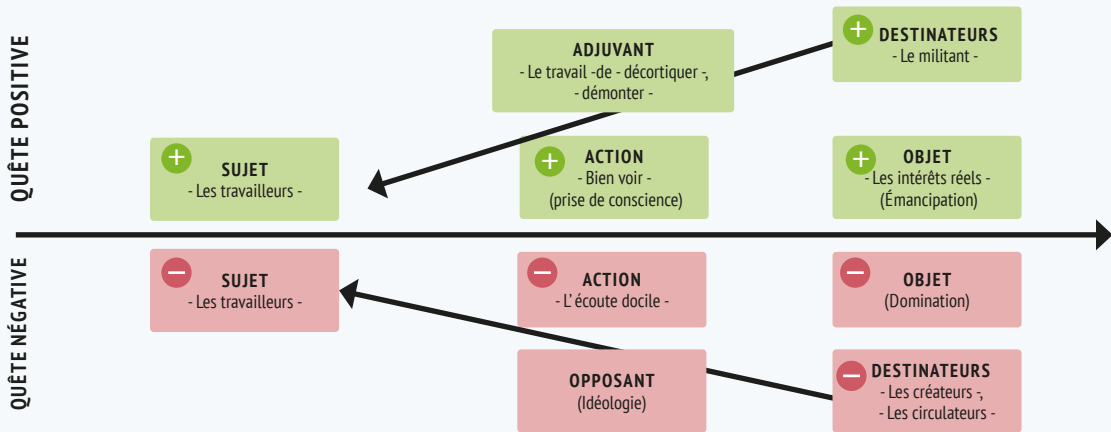 QUÊTE POSITIVE
DESTINATEURS
- Le militant -
ADJUVANT
- Le travail -de - décortiquer -,
- démonter -
SUJET
- Les travailleurs -
ACTION
- Bien voir -
(prise de conscience)
OBJET
- Les intérêts réels -
(Émancipation)
QUÊTE NÉGATIVE
SUJET
- Les travailleurs -
ACTION
- L' écoute docile -
OBJET
(Domination)
OPPOSANT
(Idéologie)
DESTINATEURS
- Les créateurs -,
- Les circulateurs -